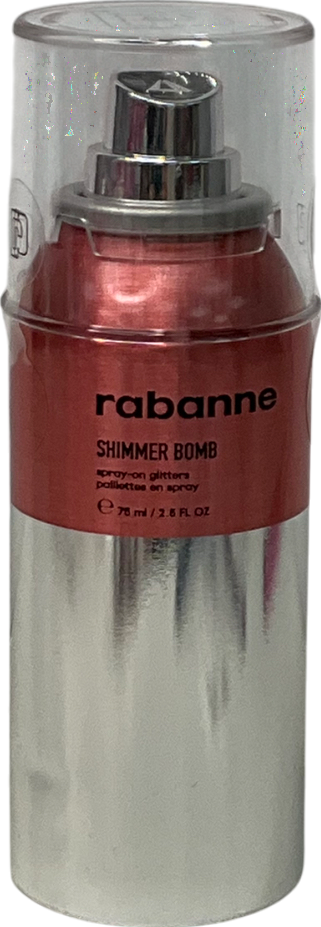 rabanne
SHIMMER BOMB
spray-on glitters
paillettes en spray
℮ 75 ml / 2.5 FL OZ